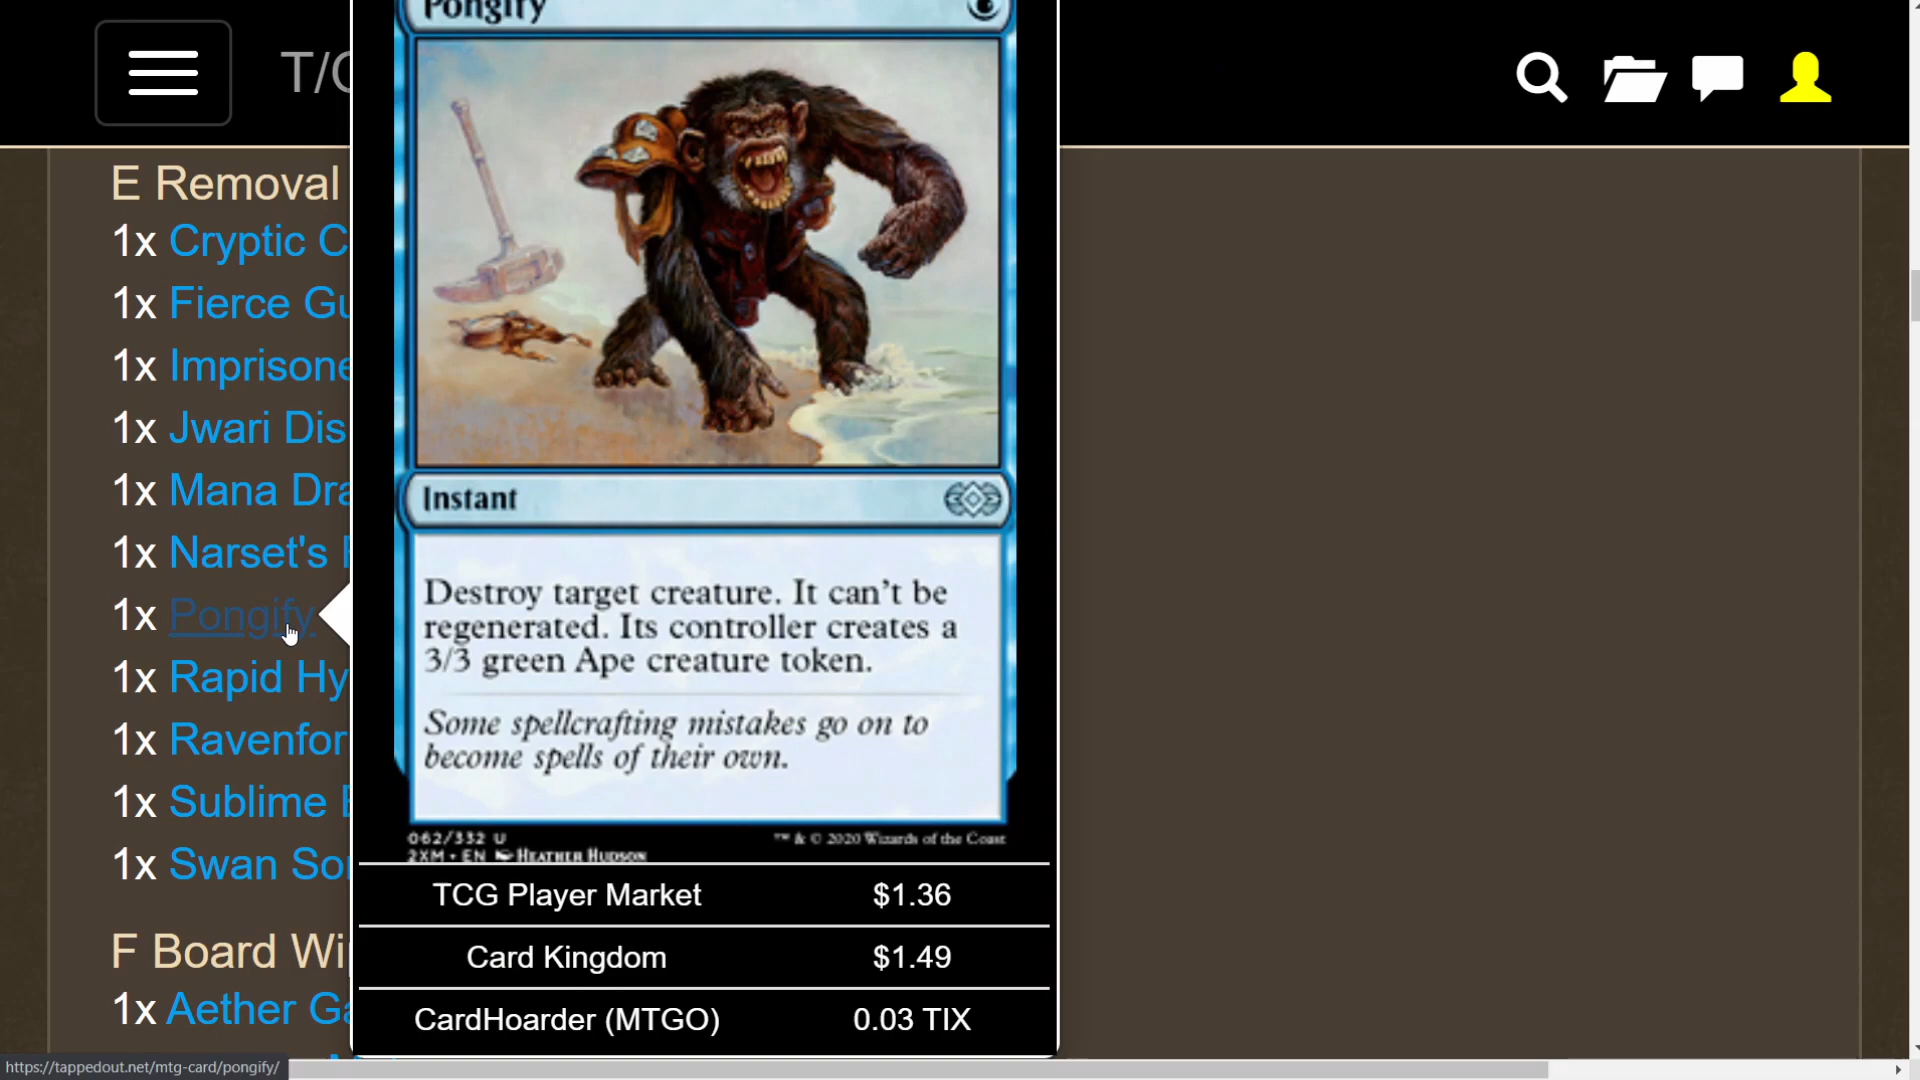 T/C
E Removal
1x Cryptic C
1x Fierce Gu
1x Imprisone
1x Jwari Dis
1x Mana Dra
1x Narset's
1x Pongify
1x Rapid Hy
1x Ravenfor
1x Sublime
1x Swan So
F Board Wi
1x Aether Ga
Pongify
Instant
Destroy target creature. It can't be
regenerated. Its controller creates a
3/3 green Ape creature token.
Some spellcrafting mistakes go on to
become spells of their own.
062/332 U
2XM • EN HEATHER HUDSON
™ & © 2020 Wizards of the Coast
TCG Player Market $1.36
Card Kingdom $1.49
CardHoarder (MTGO) 0.03 TIX
https://tappedout.net/mtg-card/pongify/